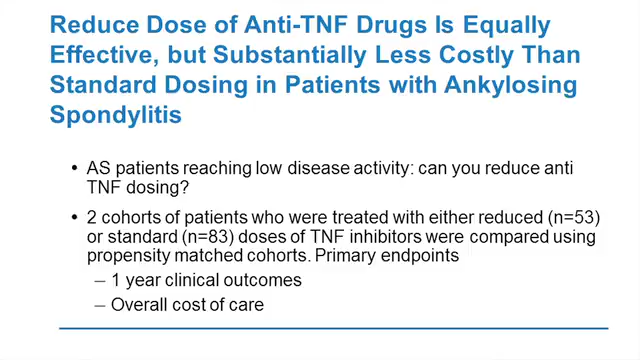 Reduce Dose of Anti-TNF Drugs Is Equally
Effective, but Substantially Less Costly Than
Standard Dosing in Patients with Ankylosing
Spondylitis
• AS patients reaching low disease activity: can you reduce anti
TNF dosing?
• 2 cohorts of patients who were treated with either reduced (n=53)
or standard (n=83) doses of TNF inhibitors were compared using
propensity matched cohorts. Primary endpoints
– 1 year clinical outcomes
– Overall cost of care